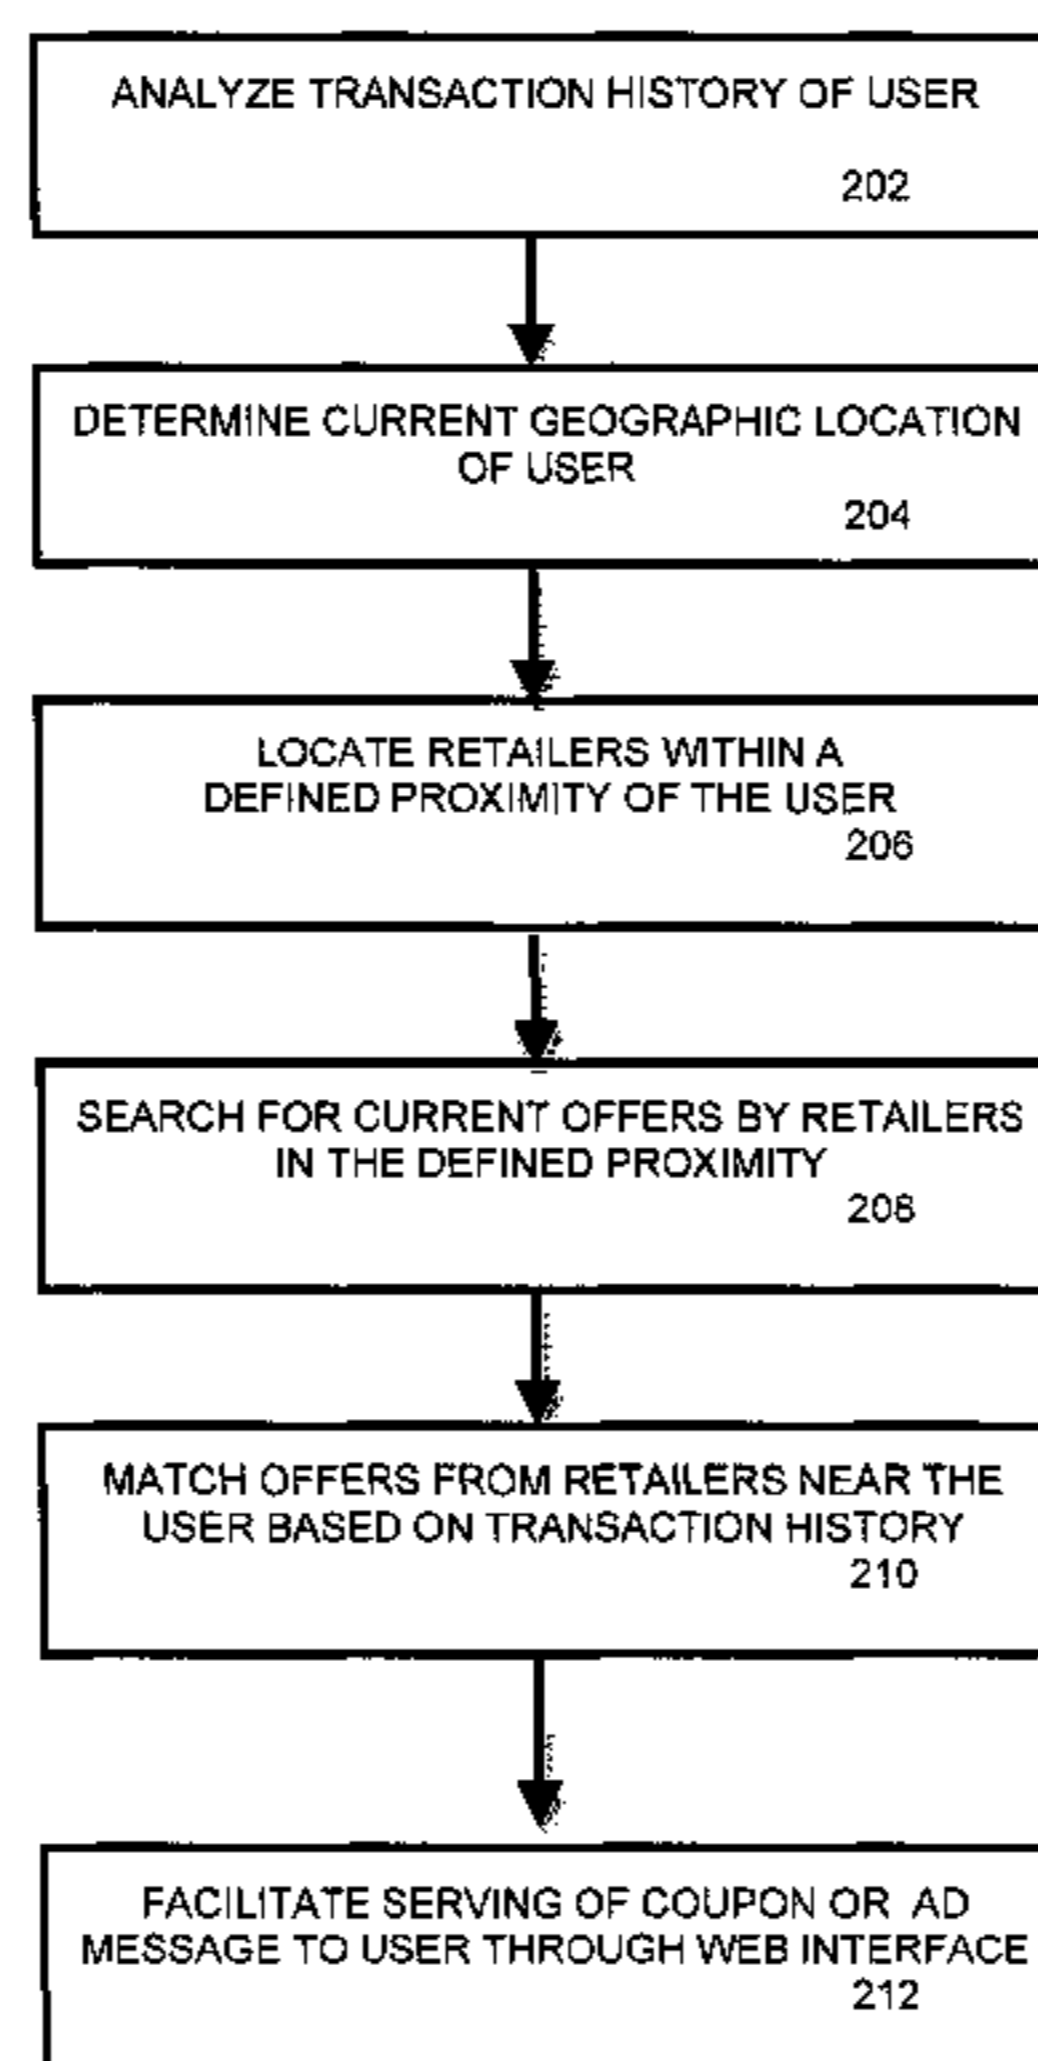 ANALYZE TRANSACTION HISTORY OF USER
202
DETERMINE CURRENT GEOGRAPHIC LOCATION
OF USER
204
LOCATE RETAILERS WITHIN A
DEFINED PROXIMITY OF THE USER
206
SEARCH FOR CURRENT OFFERS BY RETAILERS
IN THE DEFINED PROXIMITY
208
MATCH OFFERS FROM RETAILERS NEAR THE
USER BASED ON TRANSACTION HISTORY
210
FACILITATE SERVING OF COUPON OR AD
MESSAGE TO USER THROUGH WEB INTERFACE
212